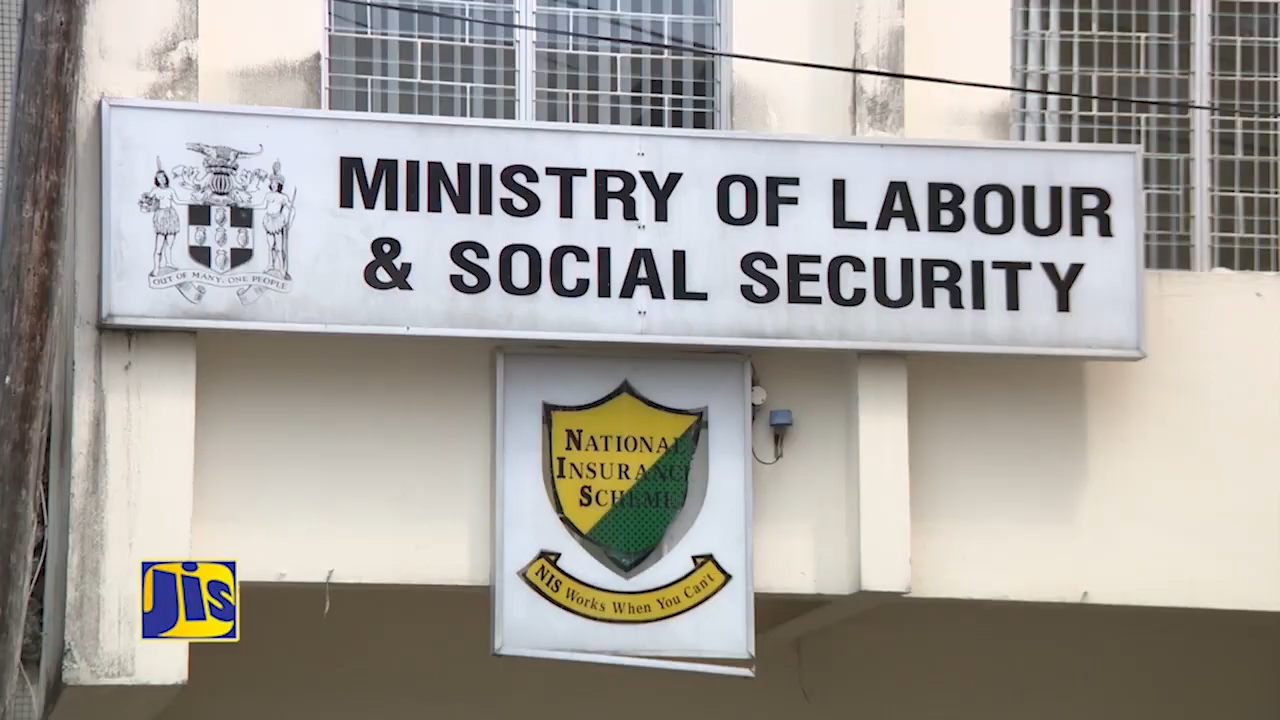 MINISTRY OF LABOUR
& SOCIAL SECURITY
OUT OF MANY, ONE PEOPLE
NATIONAL
INSURANCE
SCHEME
NIS Works When You Can't
JIS